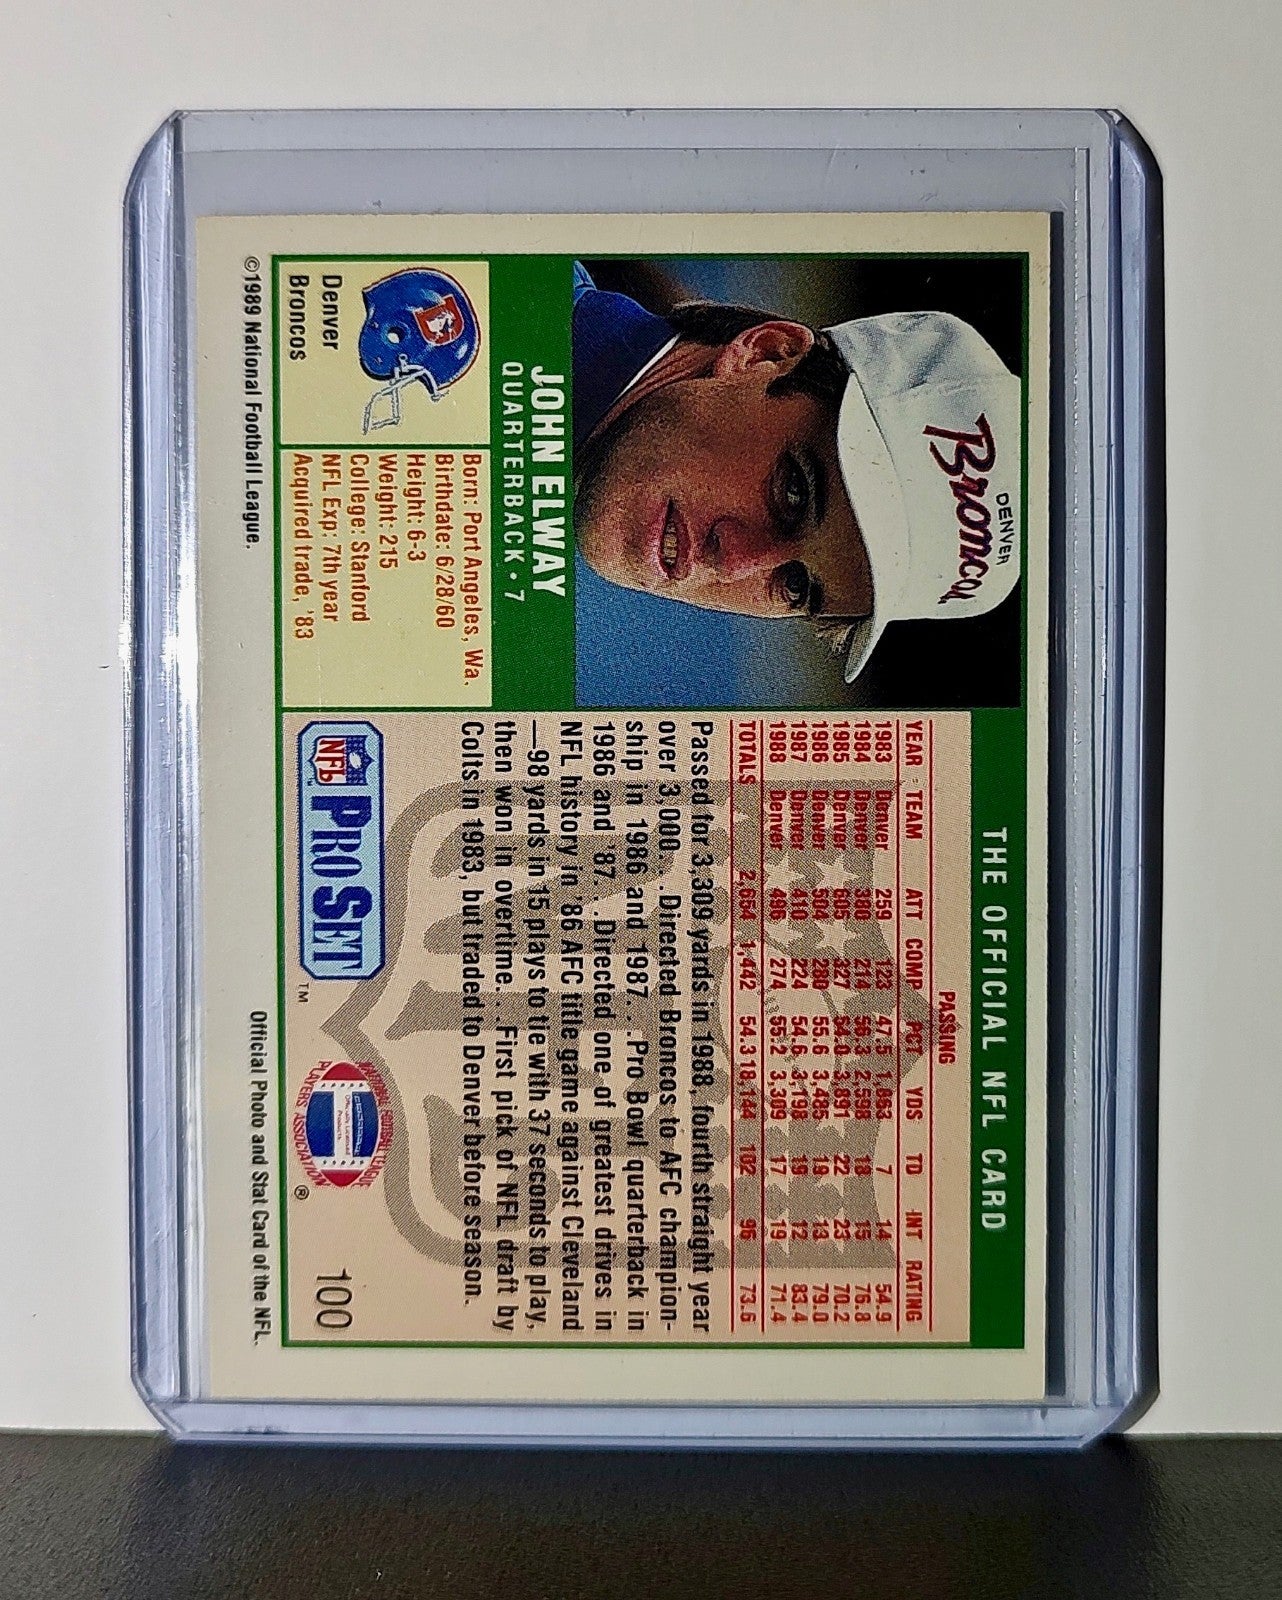 THE OFFICIAL NFL CARD
DENVER
Broncos
JOHN ELWAY
QUARTERBACK • 7
Denver
Broncos
Born: Port Angeles, Wa.
Birthdate: 6/28/60
Height: 6-3
Weight: 215
College: Stanford
NFL Exp: 7th year
Acquired trade, '83
PASSING
YEAR TEAM ATT COMP PCT YDS TD INT RATING
1983 Denver 259 123 47.5 1,663 7 14 54.9
1984 Denver 380 214 56.3 2,598 18 15 76.8
1985 Denver 605 327 54.0 3,891 22 23 70.2
1986 Denver 504 280 55.6 3,485 19 13 79.0
1987 Denver 410 224 54.6 3,198 19 12 83.4
1988 Denver 496 274 55.2 3,309 17 19 71.4
TOTALS 2,654 1,442 54.3 18,144 102 96 73.6
Passed for 3,309 yards in 1988, fourth straight year
over 3,000. . .Directed Broncos to AFC champion-
ship in 1986 and 1987. . .Pro Bowl quarterback in
1986 and '87. . .Directed one of greatest drives in
NFL history in '86 AFC title game against Cleveland
—98 yards in 15 plays to tie with 37 seconds to play,
then won in overtime. . .First pick of NFL draft by
Colts in 1983, but traded to Denver before season.
NFL PRO SET TM
NATIONAL FOOTBALL LEAGUE
PLAYERS ASSOCIATION ®
100
©1989 National Football League.
Official Photo and Stat Card of the NFL.